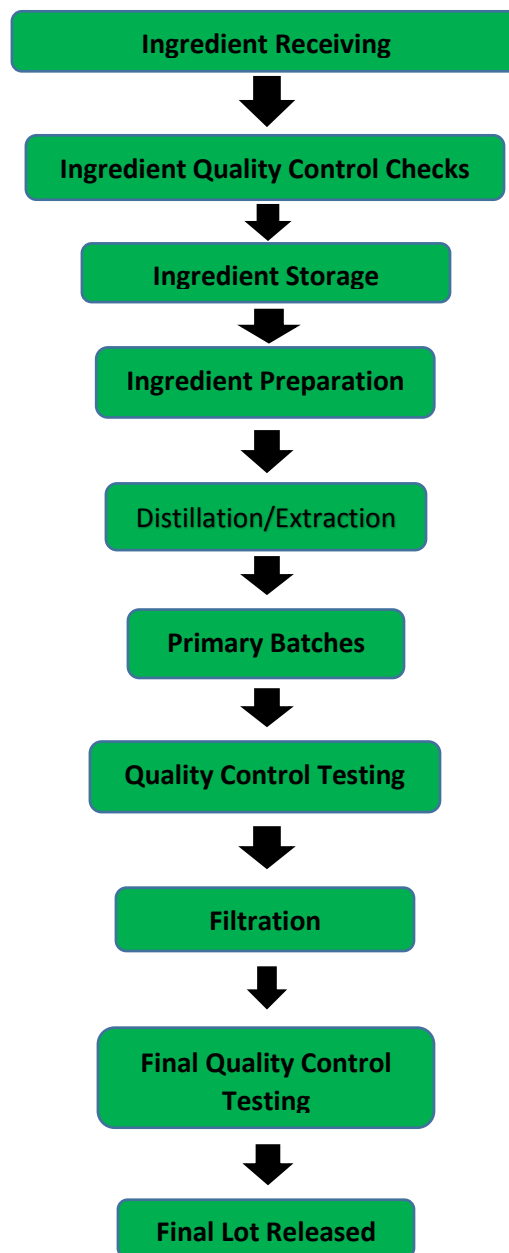 Ingredient Receiving
Ingredient Quality Control Checks
Ingredient Storage
Ingredient Preparation
Distillation/Extraction
Primary Batches
Quality Control Testing
Filtration
Final Quality Control
Testing
Final Lot Released